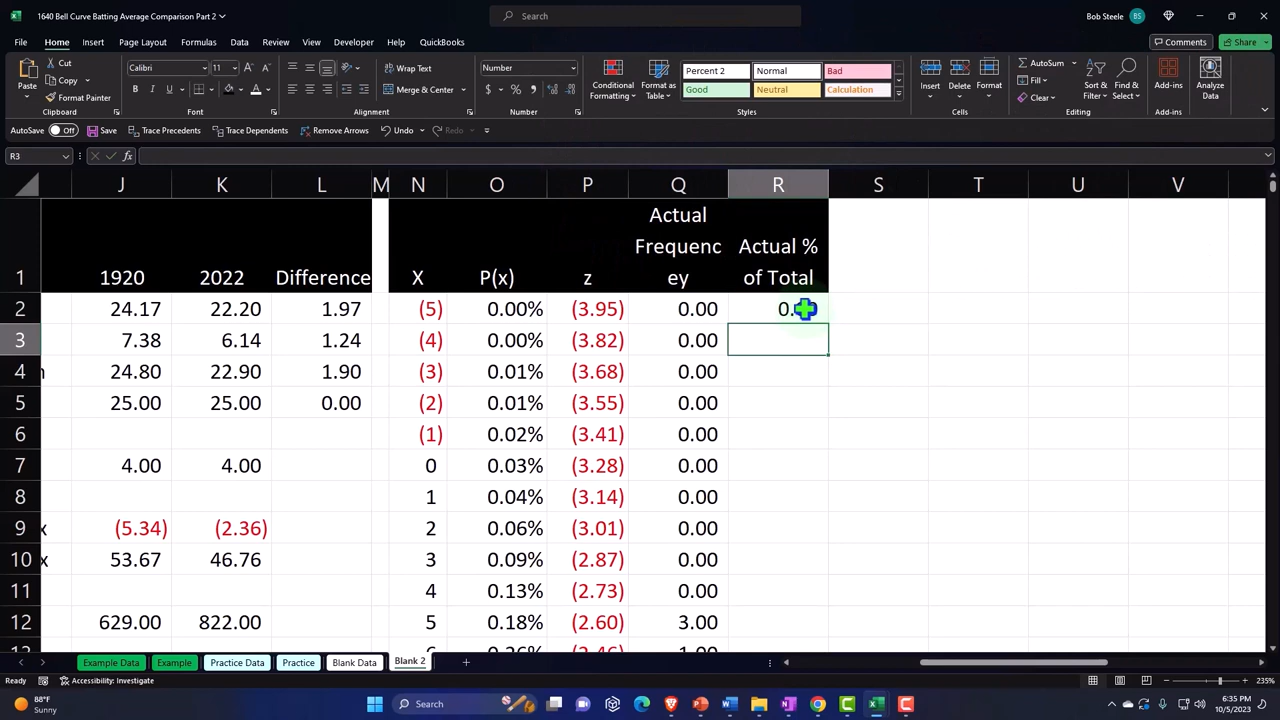 1640 Bell Curve Batting Average Comparison Part 2
Search
Bob Steele
BS
File Home Insert Page Layout Formulas Data Review View Developer Help QuickBooks
Comments Share
Paste
Cut
Copy
Format Painter
Clipboard
Calibri 11
B I U
Font
Wrap Text
Merge & Center
Alignment
Number
$ % ,
Number
Conditional Formatting
Format as Table
Percent 2 Normal Bad
Good Neutral Calculation
Styles
Insert Delete Format
Cells
AutoSum
Fill
Clear
Sort & Filter
Find & Select
Editing
Add-ins
Add-ins
Analyze Data
AutoSave Off Save Trace Precedents Trace Dependents Remove Arrows Undo Redo
R3 fx
J K L M N O P Q R S T U V
1 1920 2022 Difference X P(x) z Actual Frequencey Actual % of Total
2 24.17 22.20 1.97 (5) 0.00% (3.95) 0.00
3 7.38 6.14 1.24 (4) 0.00% (3.82) 0.00
4 24.80 22.90 1.90 (3) 0.01% (3.68) 0.00
5 25.00 25.00 0.00 (2) 0.01% (3.55) 0.00
6 (1) 0.02% (3.41) 0.00
7 4.00 4.00 0 0.03% (3.28) 0.00
8 1 0.04% (3.14) 0.00
9 x (5.34) (2.36) 2 0.06% (3.01) 0.00
10 x 53.67 46.76 3 0.09% (2.87) 0.00
11 4 0.13% (2.73) 0.00
12 629.00 822.00 5 0.18% (2.60) 3.00
Example Data Example Practice Data Practice Blank Data Blank 2
Ready Accessibility: Investigate 235%
88°F
Sunny
Search
6:35 PM
10/5/2023